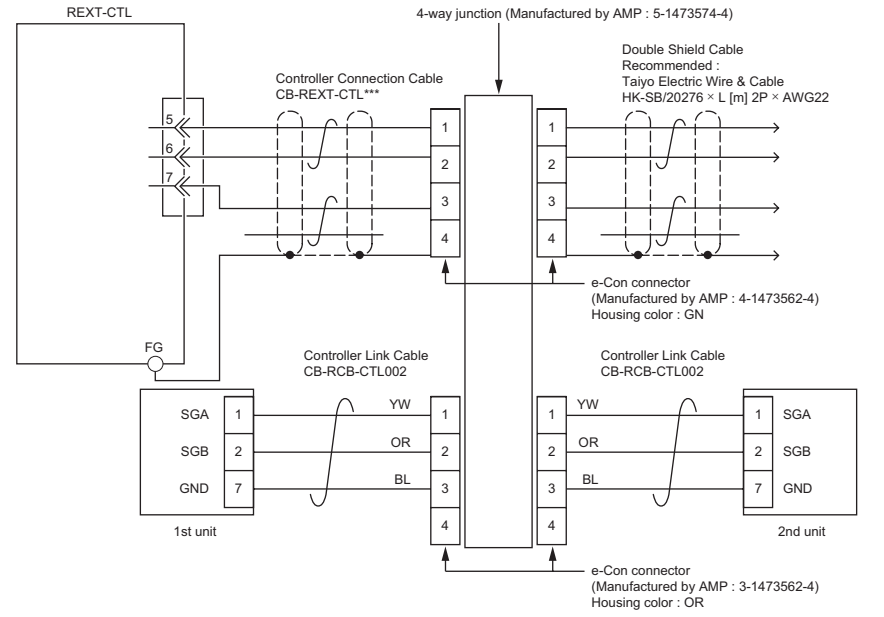 REXT-CTL
4-way junction (Manufactured by AMP : 5-1473574-4)
Double Shield Cable
Recommended :
Taiyo Electric Wire & Cable
HK-SB/20276 × L [m] 2P × AWG22
Controller Connection Cable
CB-REXT-CTL***
5
6
7
1
2
3
4
1
2
3
4
e-Con connector
(Manufactured by AMP : 4-1473562-4)
Housing color : GN
FG
Controller Link Cable
CB-RCB-CTL002
Controller Link Cable
CB-RCB-CTL002
SGA 1 YW 1
SGB 2 OR 2
GND 7 BL 3
4
1st unit
1 YW 1 SGA
2 OR 2 SGB
3 BL 7 GND
4
2nd unit
e-Con connector
(Manufactured by AMP : 3-1473562-4)
Housing color : OR